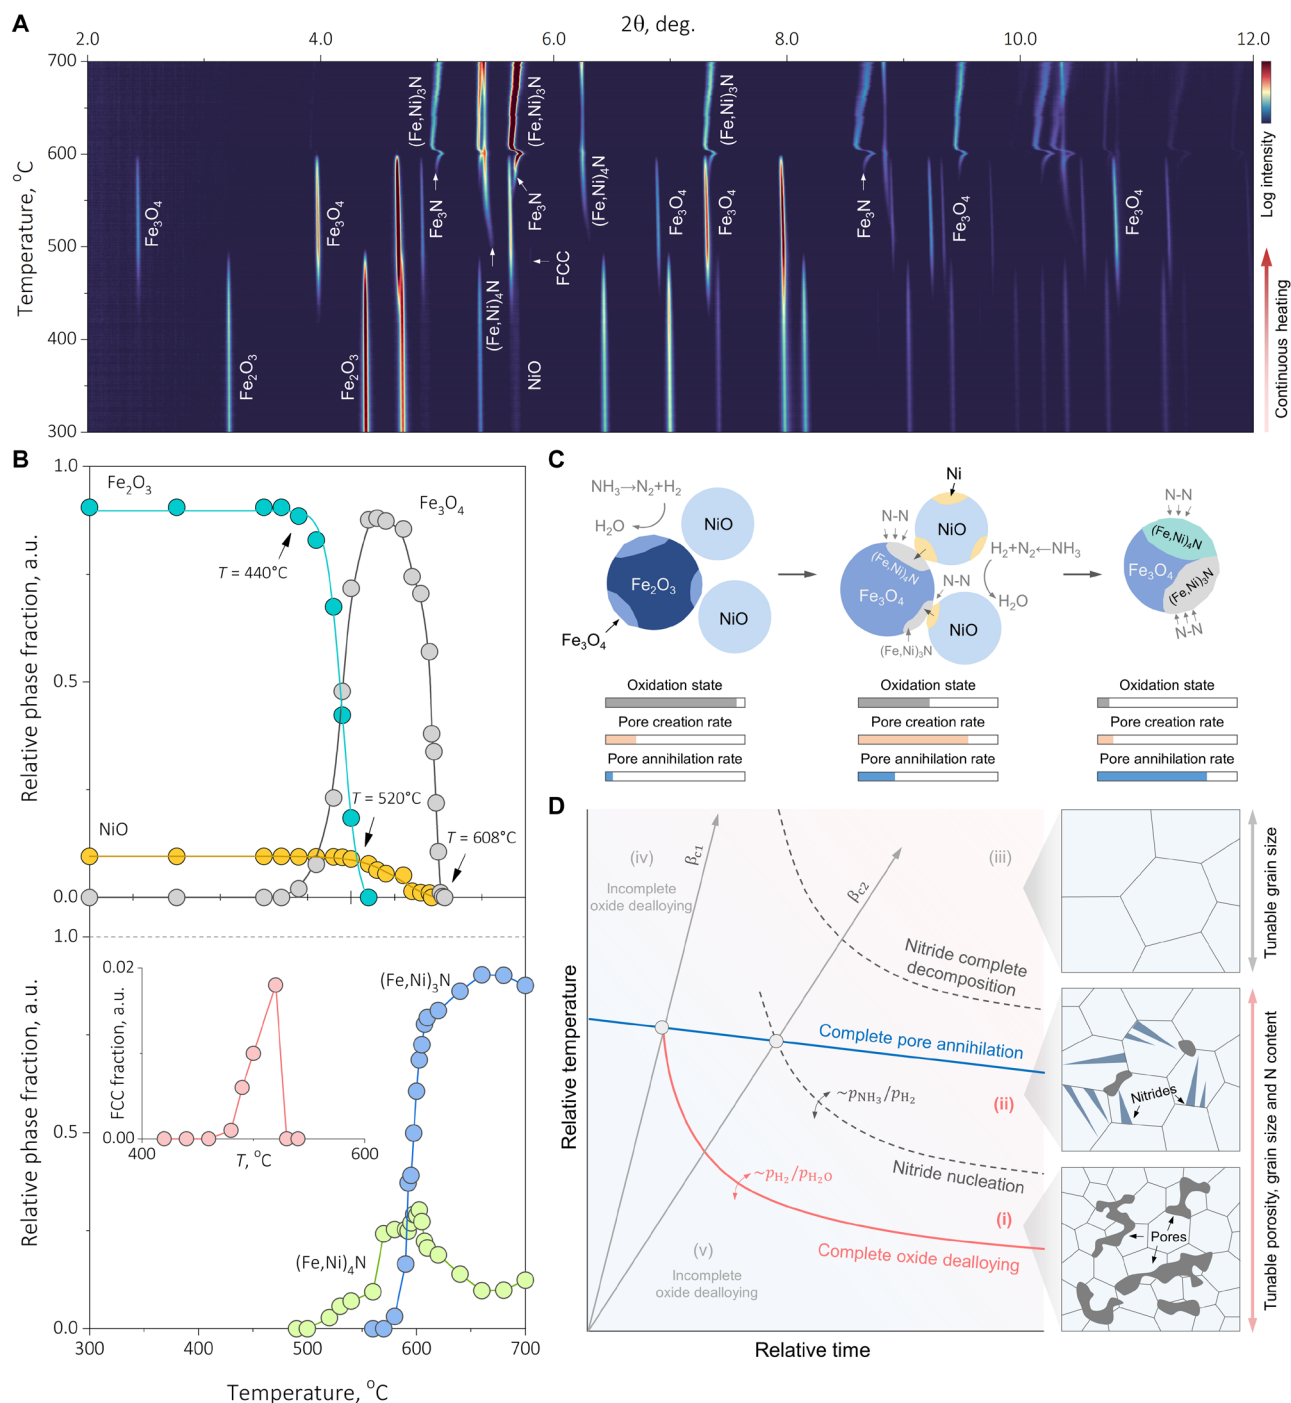 A
2θ, deg.
2.0
4.0
6.0
8.0
10.0
12.0
Temperature, °C
700
600
500
400
300
(Fe,Ni)₃N
(Fe,Ni)₃N
(Fe,Ni)₃N
Fe₃O₄
Fe₃O₄
Fe₃N
Fe₃N
(Fe,Ni)₄N
Fe₃O₄
Fe₃O₄
Fe₃N
Fe₃O₄
Fe₃O₄
(Fe,Ni)₄N
FCC
Fe₂O₃
Fe₂O₃
NiO
Log intensity
Continuous heating
B
Relative phase fraction, a.u.
1.0
0.5
0.0
Fe₂O₃
Fe₃O₄
T = 440°C
T = 520°C
NiO
T = 608°C
Relative phase fraction, a.u.
1.0
0.5
0.0
(Fe,Ni)₃N
(Fe,Ni)₄N
FCC fraction, a.u.
0.02
0.00
400
600
T, °C
300
400
500
600
700
Temperature, °C
C
NH₃→N₂+H₂
H₂O
NiO
Fe₂O₃
NiO
Fe₃O₄
Ni
N-N
NiO
(Fe,Ni)₄N
H₂+N₂←NH₃
Fe₃O₄
N-N
H₂O
NiO
(Fe,Ni)₃N
N-N
(Fe,Ni)₄N
Fe₃O₄
(Fe,Ni)₃N
N-N
Oxidation state
Pore creation rate
Pore annihilation rate
Oxidation state
Pore creation rate
Pore annihilation rate
Oxidation state
Pore creation rate
Pore annihilation rate
D
Relative temperature
Relative time
(iv)
Incomplete
oxide dealloying
βc1
βc2
(iii)
Nitride complete
decomposition
Complete pore annihilation
~pNH₃/pH₂
(ii)
Nitride nucleation
~pH₂/pH₂O
(i)
Complete oxide dealloying
(v)
Incomplete
oxide dealloying
Nitrides
Pores
Tunable grain size
Tunable porosity, grain size and N content